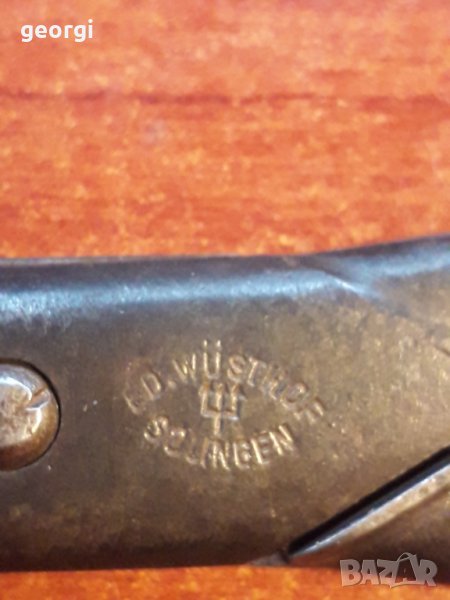 georgi
ED. WÜSTHOF
SOLINGEN
BAZAR